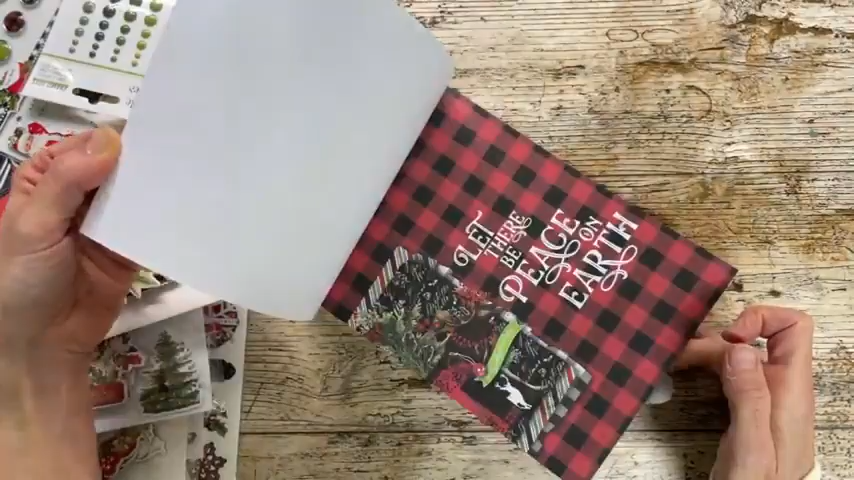 LET
THERE
BE
PEACE
ON
EARTH